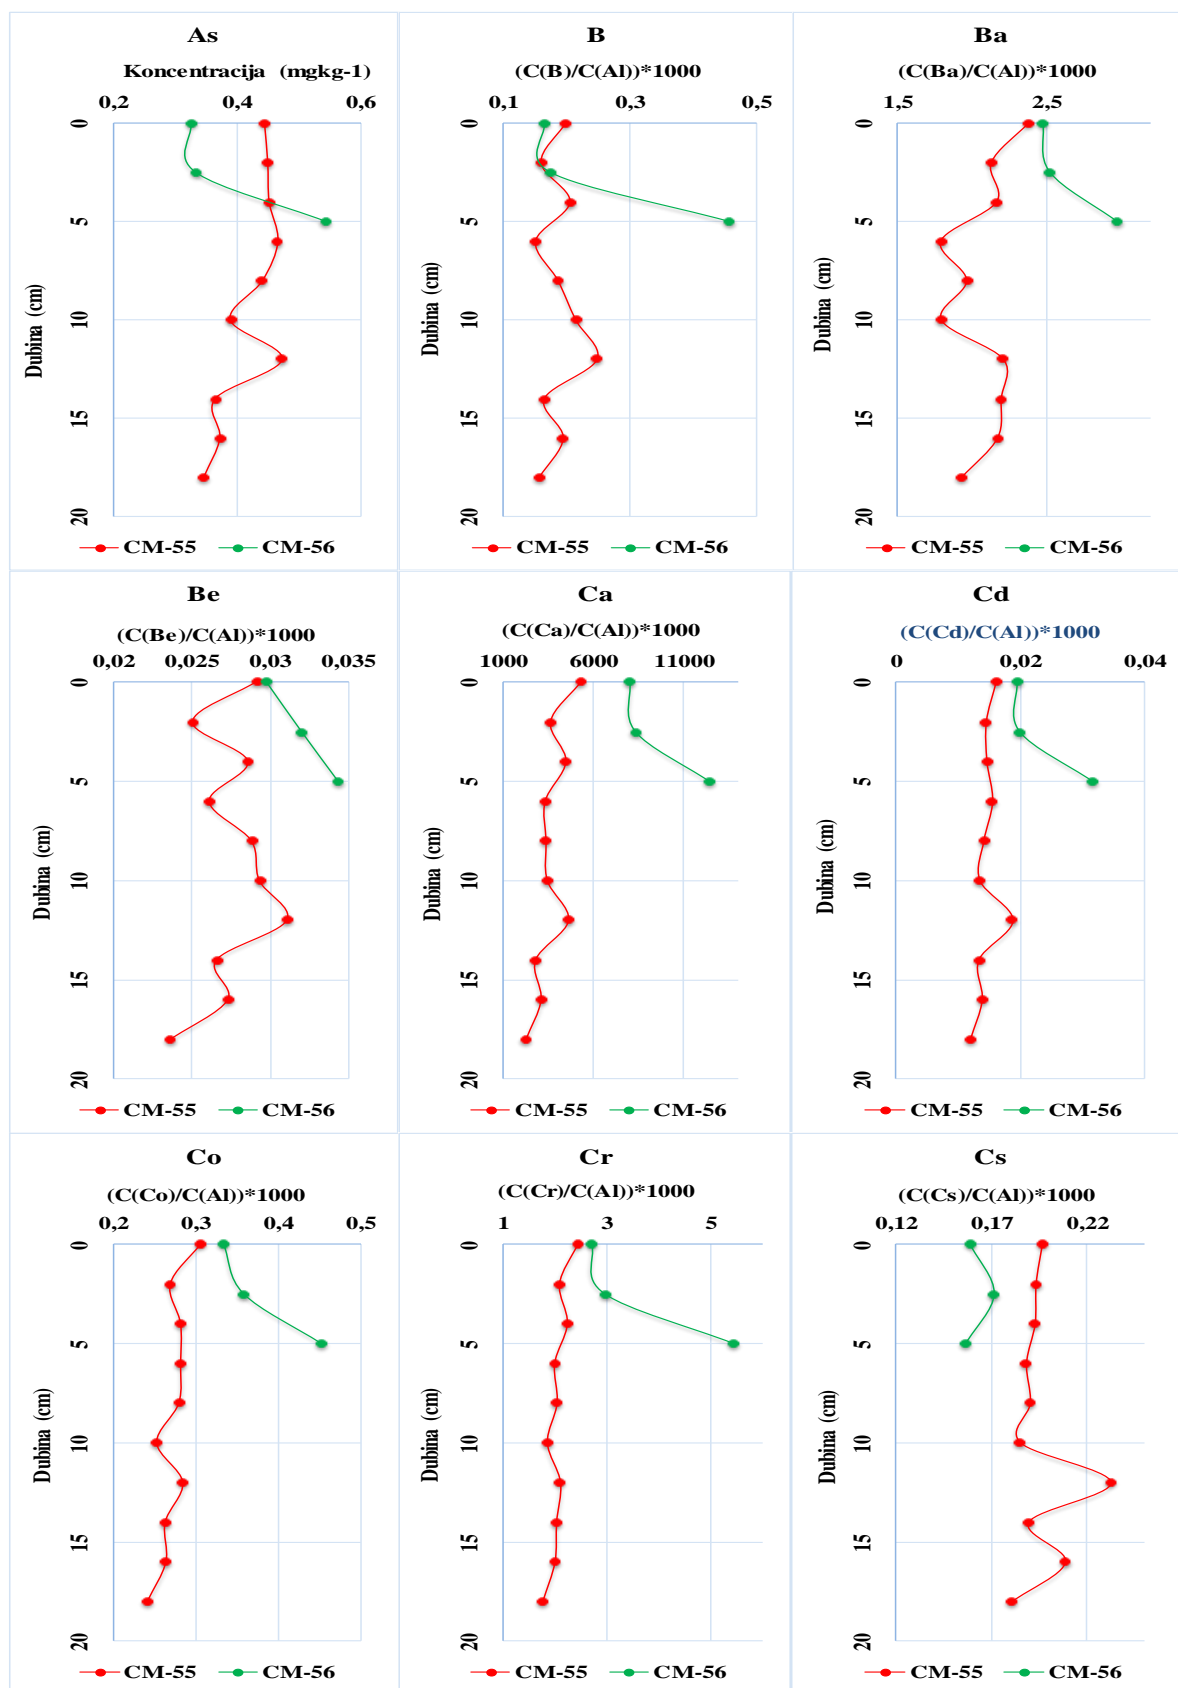 As
Koncentracija (mgkg-1)
0,2 0,4 0,6
0
5
10
15
20
Dubina (cm)
CM-55 CM-56
B
(C(B)/C(Al))*1000
0,1 0,3 0,5
0
5
10
15
20
Dubina (cm)
CM-55 CM-56
Ba
(C(Ba)/C(Al))*1000
1,5 2,5
0
5
10
15
20
Dubina (cm)
CM-55 CM-56
Be
(C(Be)/C(Al))*1000
0,02 0,025 0,03 0,035
0
5
10
15
20
Dubina (cm)
CM-55 CM-56
Ca
(C(Ca)/C(Al))*1000
1000 6000 11000
0
5
10
15
20
Dubina (cm)
CM-55 CM-56
Cd
(C(Cd)/C(Al))*1000
0 0,02 0,04
0
5
10
15
20
Dubina (cm)
CM-55 CM-56
Co
(C(Co)/C(Al))*1000
0,2 0,3 0,4 0,5
0
5
10
15
20
Dubina (cm)
CM-55 CM-56
Cr
(C(Cr)/C(Al))*1000
1 3 5
0
5
10
15
20
Dubina (cm)
CM-55 CM-56
Cs
(C(Cs)/C(Al))*1000
0,12 0,17 0,22
0
5
10
15
20
Dubina (cm)
CM-55 CM-56